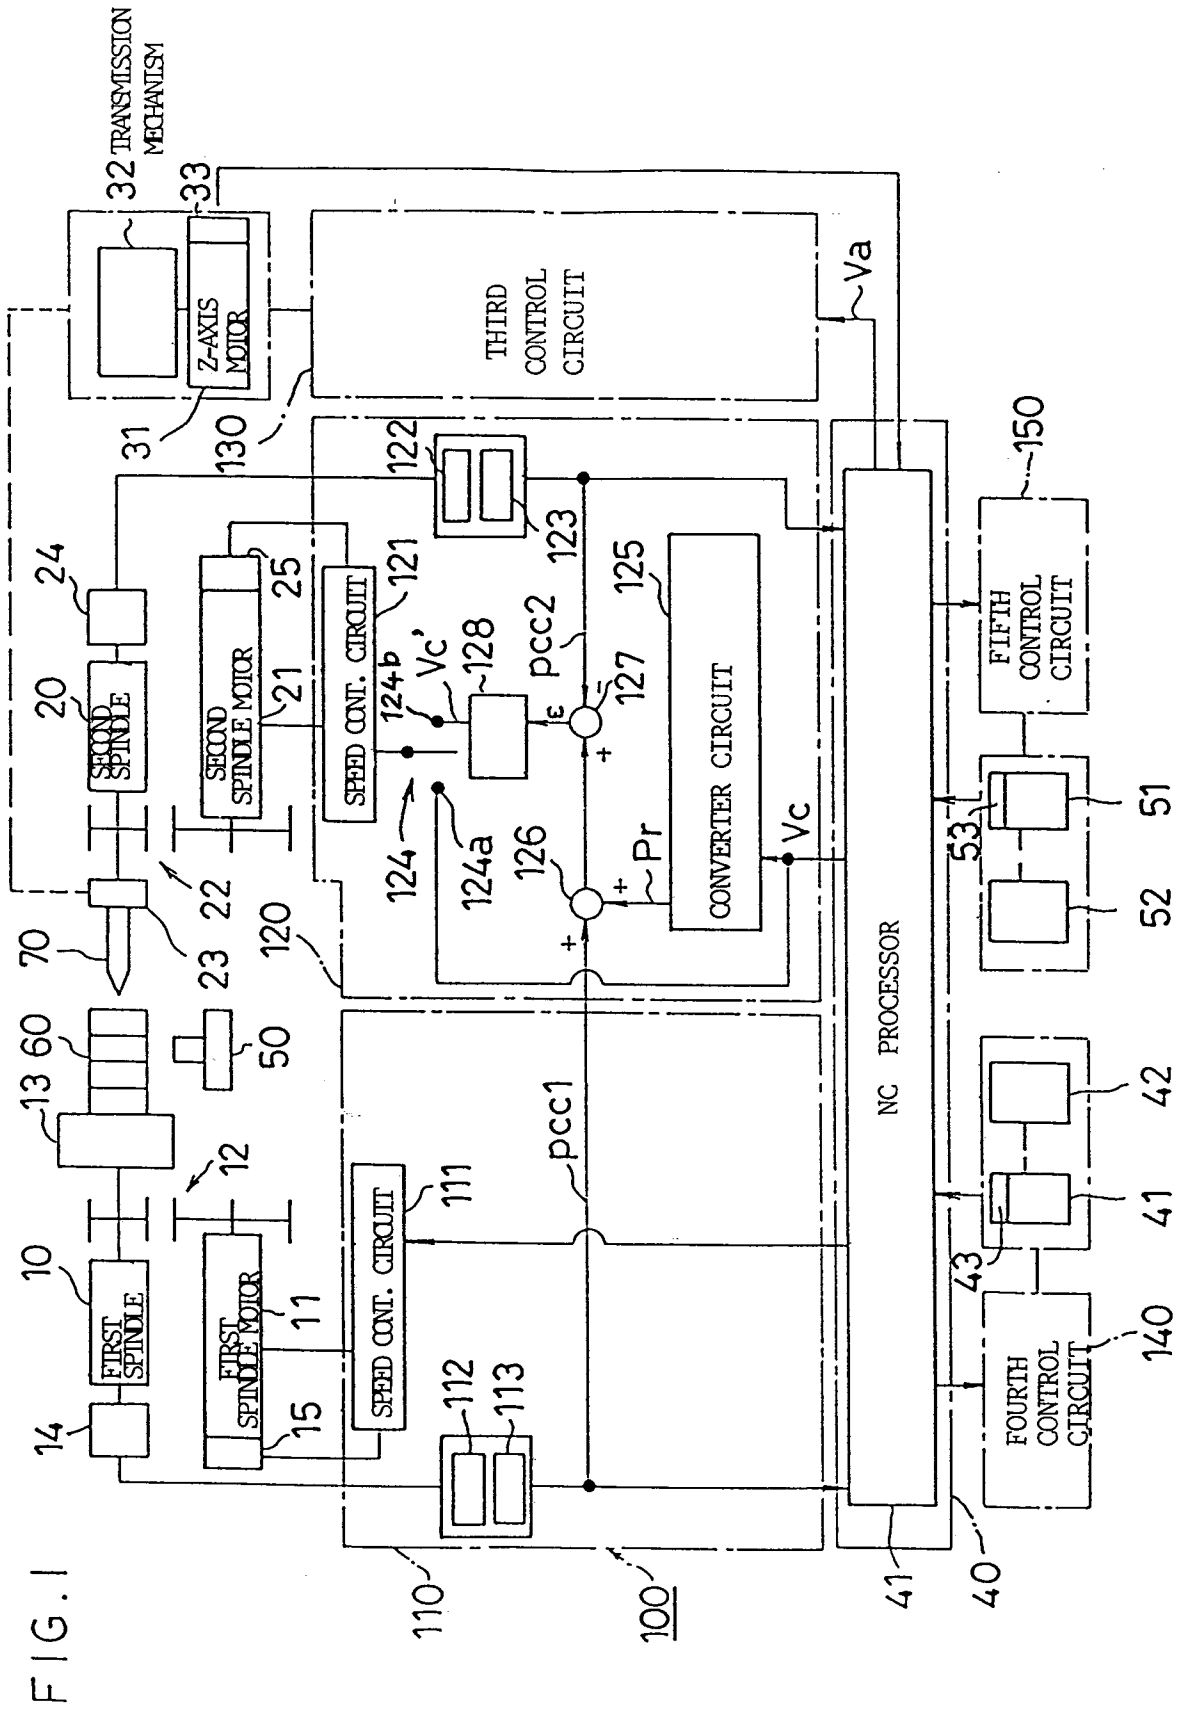 FIG. 1
14
10
FIRST
SPINDLE
13
60
70
20
SECOND
SPINDLE
24
32
TRANSMISSION
MECHANISM
12
50
23
22
15
FIRST
SPINDLE MOTOR
11
SECOND
SPINDLE MOTOR
21
25
31
Z-AXIS
MOTOR
33
130
110
100
112
113
SPEED CONT. CIRCUIT
111
pcc1
120
SPEED CONT. CIRCUIT
121
124
124a
124b
Vc'
128
122
123
126
+
+
+
ε
127
−
pcc2
Pr
125
CONVERTER CIRCUIT
Vc
THIRD
CONTROL
CIRCUIT
Va
NC PROCESSOR
41
40
FOURTH
CONTROL
CIRCUIT
140
43
41
42
52
53
51
FIFTH
CONTROL
CIRCUIT
150